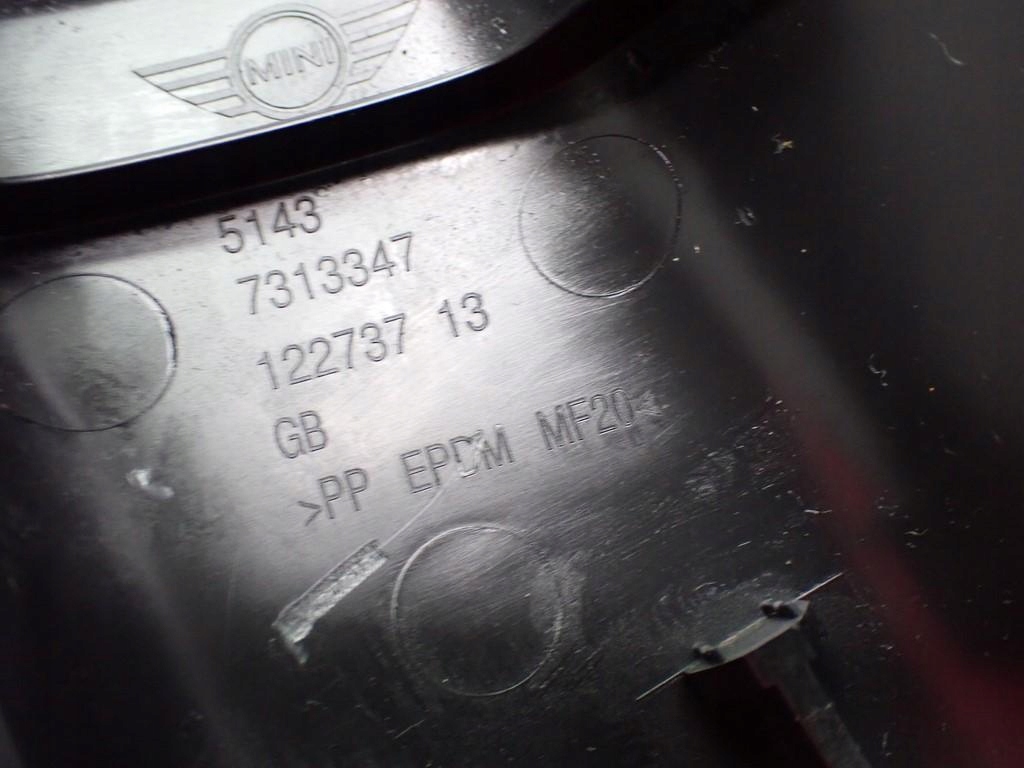 MINI
5143
7313347
122737 13
GB
>PP EPDM MF20<